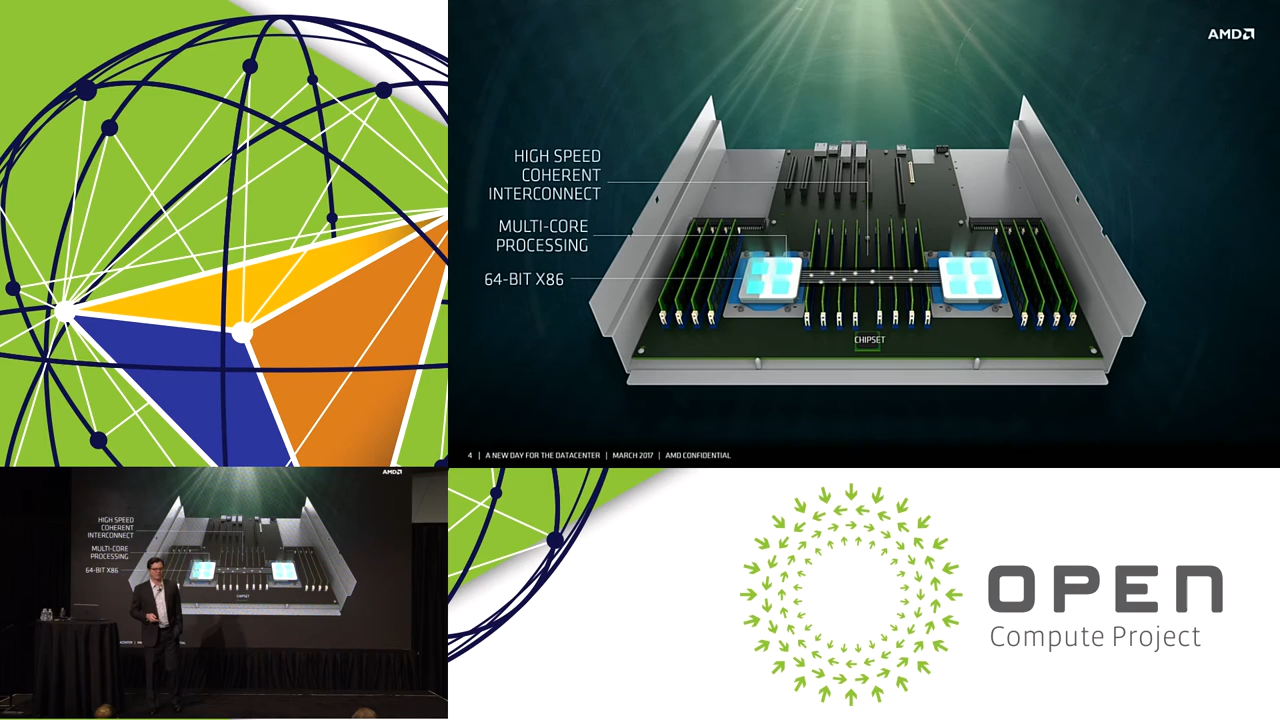 AMD
HIGH SPEED
COHERENT
INTERCONNECT
MULTI-CORE
PROCESSING
64-BIT X86
CHIPSET
4 | A NEW DAY FOR THE DATACENTER | MARCH 2017 | AMD CONFIDENTIAL
AMD
HIGH SPEED
COHERENT
INTERCONNECT
MULTI-CORE
PROCESSING
64-BIT X86
CHIPSET
OPEN
Compute Project